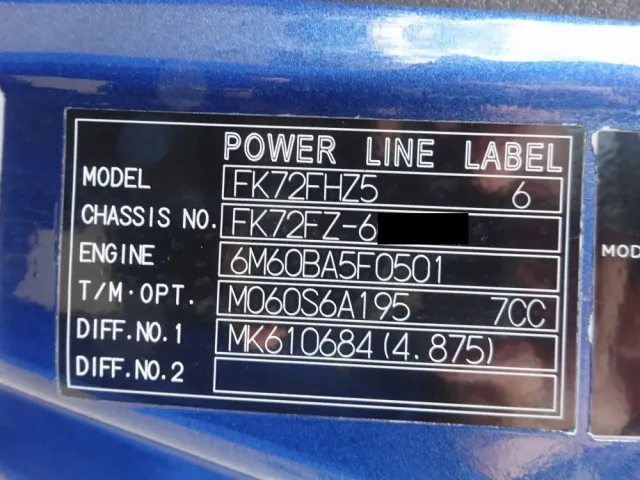 POWER LINE LABEL
MODEL FK72FHZ5 6
CHASSIS NO. FK72FZ-6
ENGINE 6M60BA5F0501
T/M·OPT. M060S6A195 7CC
DIFF.NO.1 MK610684(4.875)
DIFF.NO.2
MOD